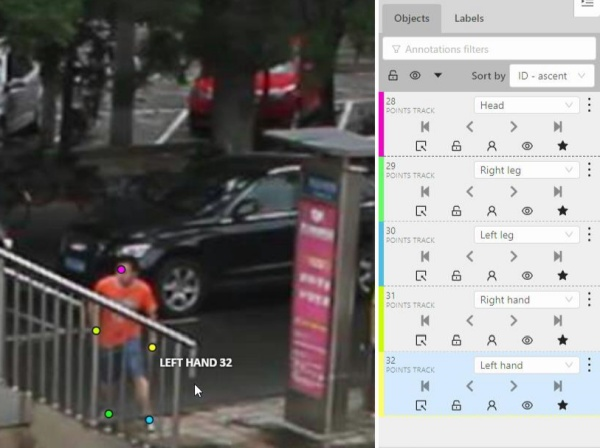 Objects Labels
Annotations filters
Sort by ID - ascent
28
POINTS TRACK
Head
29
POINTS TRACK
Right leg
30
POINTS TRACK
Left leg
31
POINTS TRACK
Right hand
32
POINTS TRACK
Left hand
LEFT HAND 32